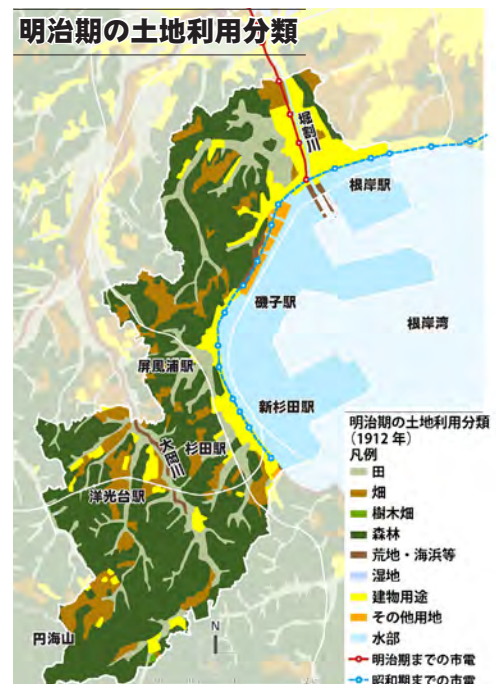 明治期の土地利用分類
堀割川
根岸駅
磯子駅
根岸湾
屏風浦駅
新杉田駅
杉田駅
大岡川
洋光台駅
円海山
N
明治期の土地利用分類
(1912 年)
凡例
田
畑
樹木畑
森林
荒地・海浜等
湿地
建物用途
その他用地
水部
明治期までの市電
昭和期までの市電